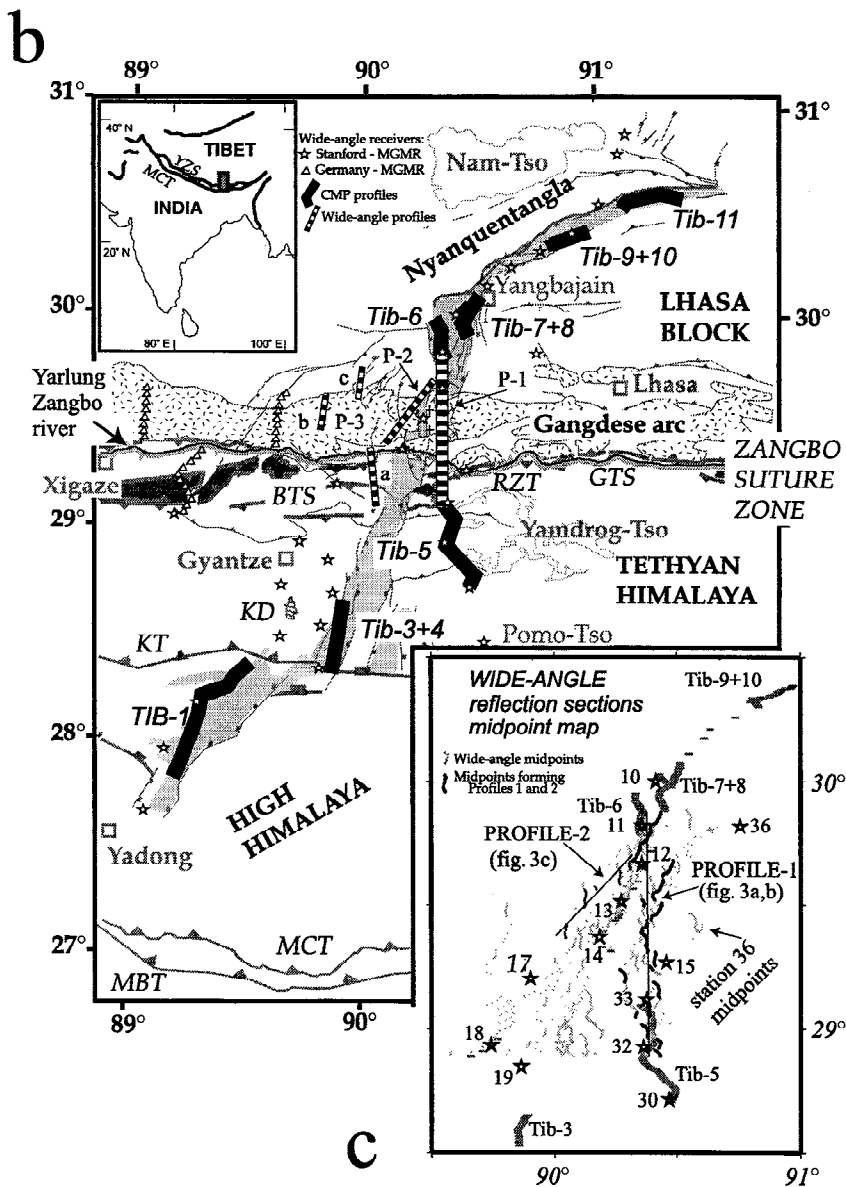 b
89°
90°
91°
31°
31°
40° N
TIBET
YZS
MCT
INDIA
20° N
80° E
100° E
Wide-angle receivers:
Stanford - MGMR
Germany - MGMR
CMP profiles
Wide-angle profiles
Nam-Tso
Nyanquentangla
Tib-11
Tib-9+10
Yangbajain
30°
30°
Tib-6
Tib-7+8
LHASA
BLOCK
P-2
c
P-1
Lhasa
Yarlung
Zangbo
river
b
P-3
Gangdese arc
a
Xigaze
BTS
RZT
GTS
ZANGBO
SUTURE
ZONE
29°
Yamdrog-Tso
Tib-5
Gyantze
TETHYAN
HIMALAYA
KD
Tib-3+4
KT
Pomo-Tso
TIB-1
28°
HIGH
HIMALAYA
Yadong
27°
MCT
MBT
89°
90°
WIDE-ANGLE
reflection sections
midpoint map
Tib-9+10
Wide-angle midpoints
Midpoints forming
Profiles 1 and 2
10
Tib-7+8
30°
Tib-6
11
36
PROFILE-2
(fig. 3c)
12
PROFILE-1
(fig. 3a,b)
13
14
17
15
station 36
midpoints
33
18
32
29°
19
Tib-5
30
Tib-3
c
90°
91°